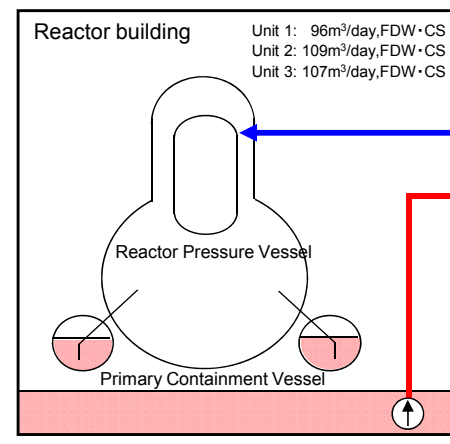 Reactor building
Unit 1: 96m³/day,FDW・CS
Unit 2: 109m³/day,FDW・CS
Unit 3: 107m³/day,FDW・CS
Reactor Pressure Vessel
Primary Containment Vessel